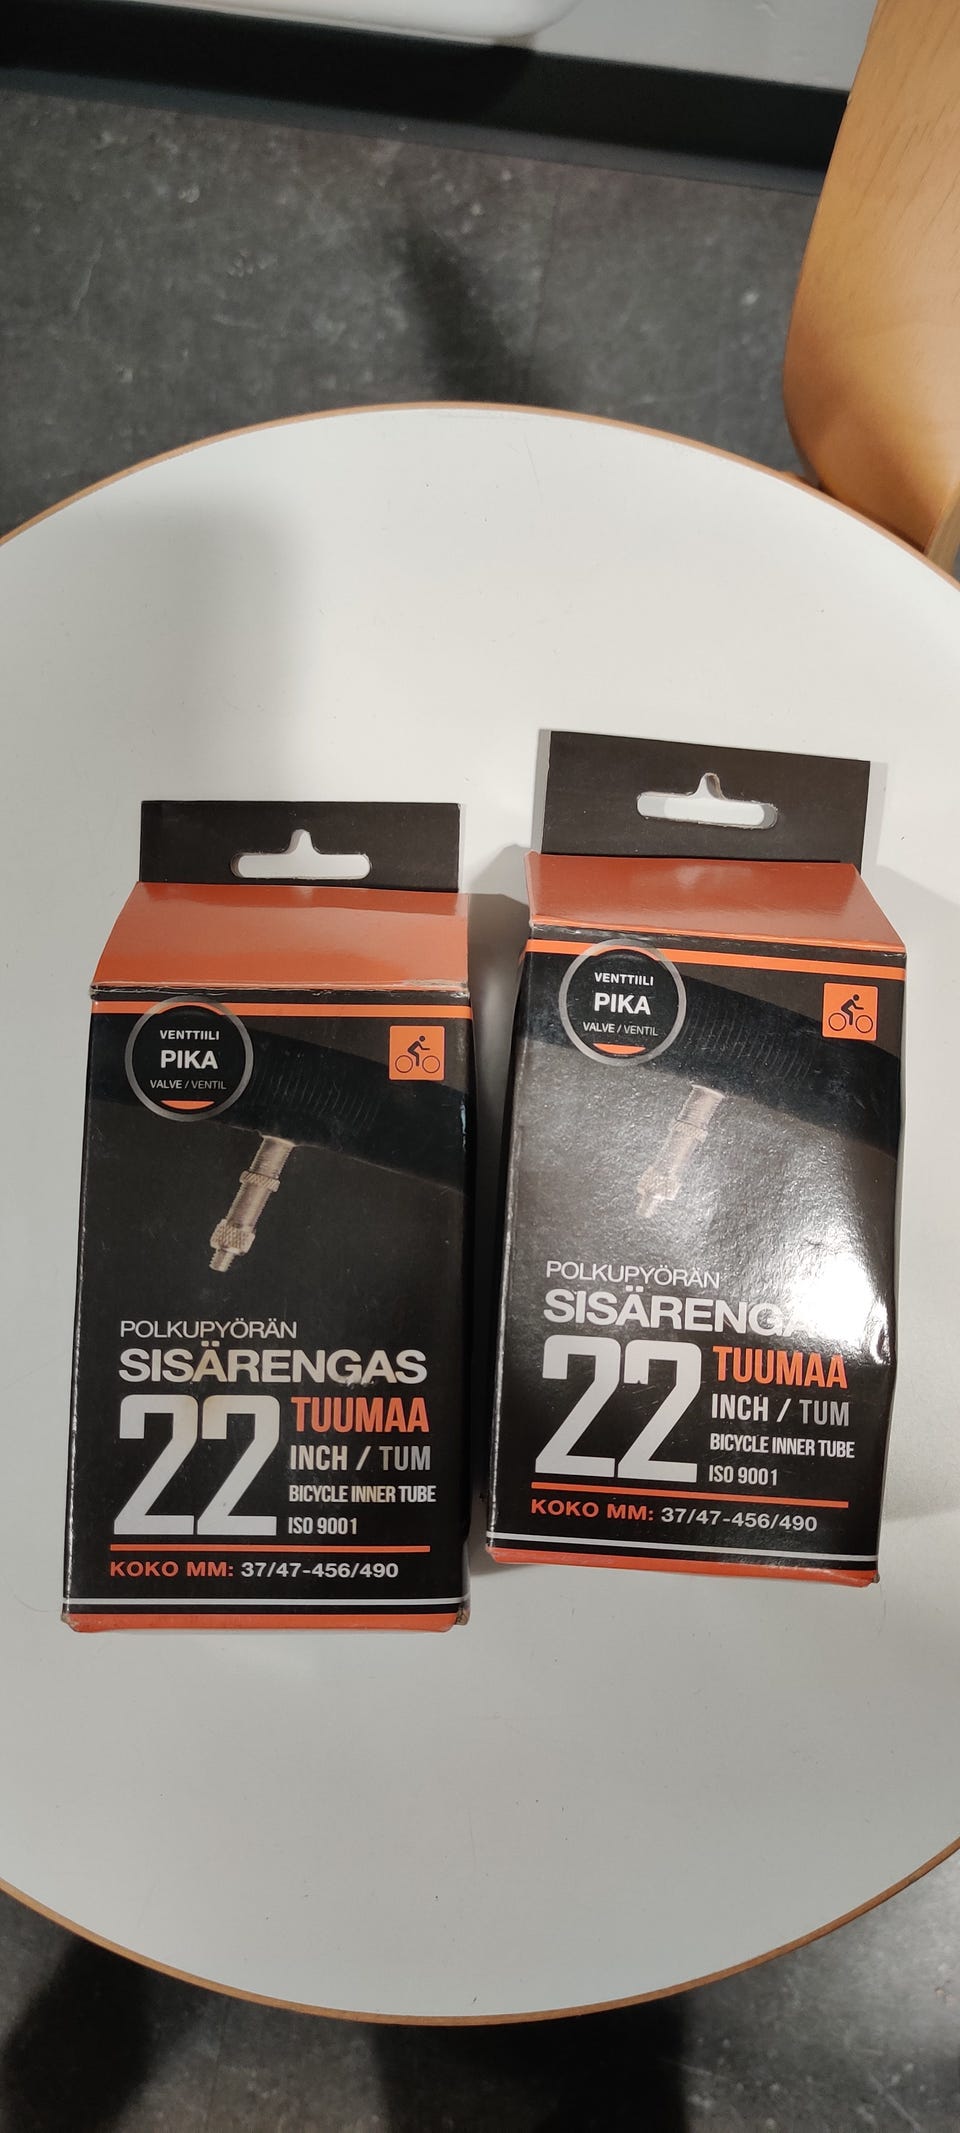 VENTTIILI
PIKA
VALVE / VENTIL
POLKUPYÖRÄN
SISÄRENGAS
22 TUUMAA
INCH / TUM
BICYCLE INNER TUBE
ISO 9001
KOKO MM: 37/47-456/490
VENTTIILI
PIKA
VALVE / VENTIL
POLKUPYÖRÄN
SISÄRENGAS
22 TUUMAA
INCH / TUM
BICYCLE INNER TUBE
ISO 9001
KOKO MM: 37/47-456/490